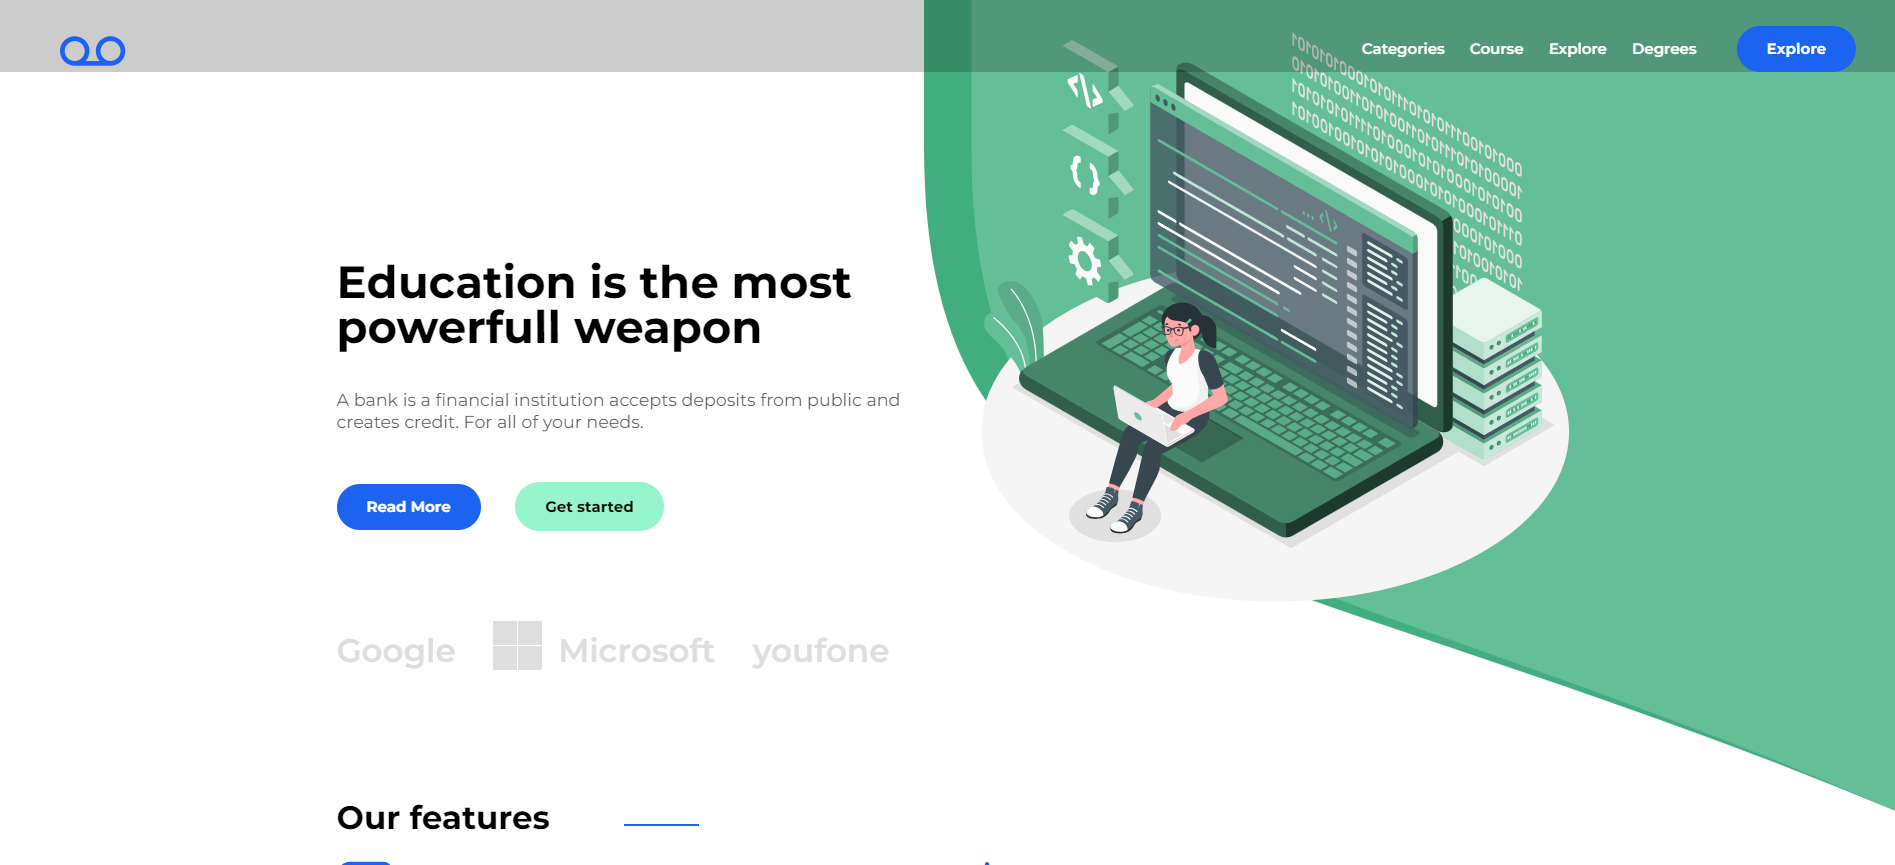 Categories Course Explore Degrees Explore
Education is the most
powerfull weapon
A bank is a financial institution accepts deposits from public and
creates credit. For all of your needs.
Read More Get started
Google Microsoft youfone
Our features